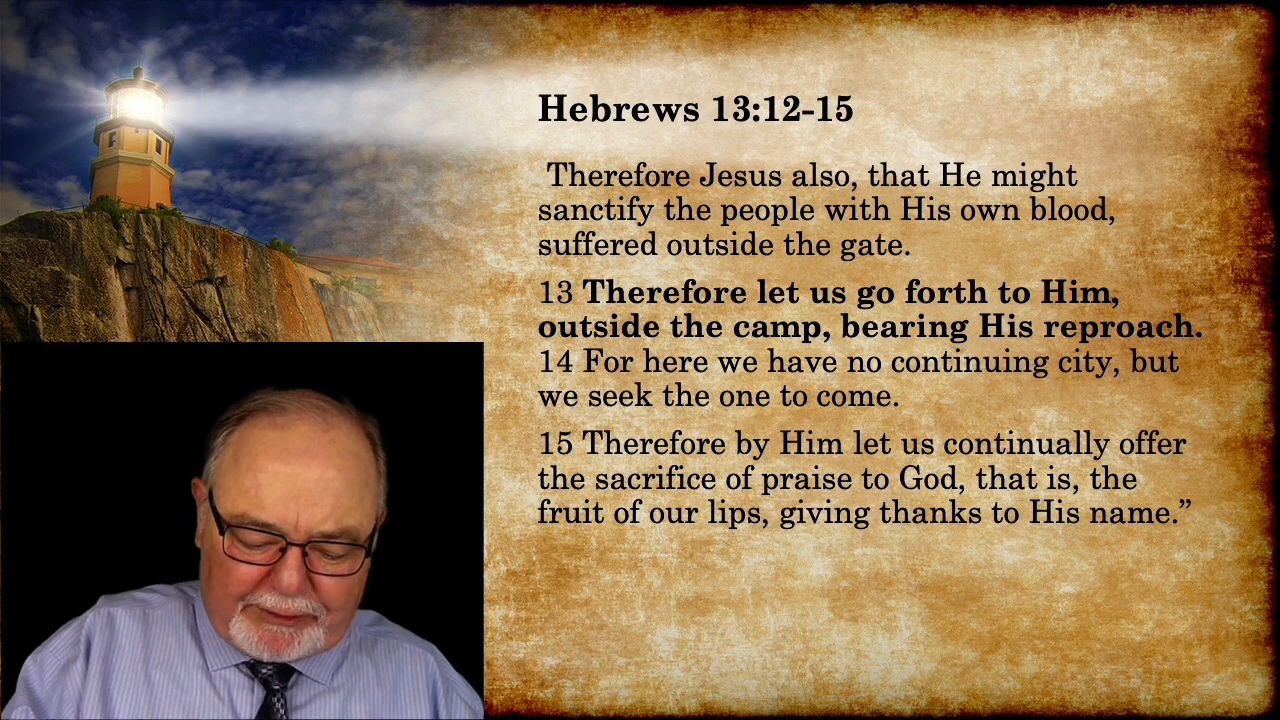 Hebrews 13:12-15
Therefore Jesus also, that He might
sanctify the people with His own blood,
suffered outside the gate.
13 Therefore let us go forth to Him,
outside the camp, bearing His reproach.
14 For here we have no continuing city, but
we seek the one to come.
15 Therefore by Him let us continually offer
the sacrifice of praise to God, that is, the
fruit of our lips, giving thanks to His name.”